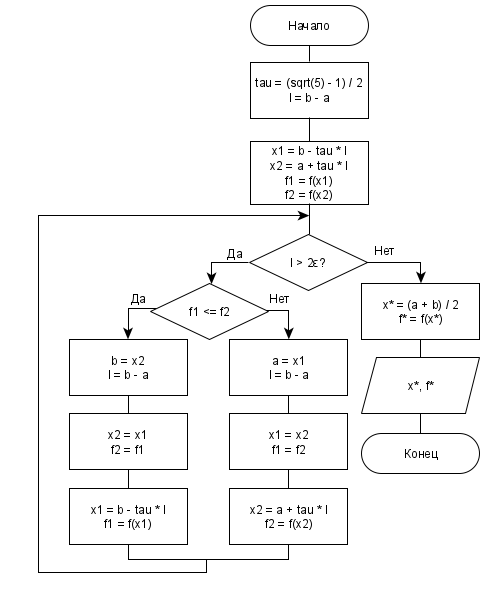 Начало
tau = (sqrt(5) - 1) / 2
l = b - a
x1 = b - tau * l
x2 = a + tau * l
f1 = f(x1)
f2 = f(x2)
l > 2ε?
Да
Нет
f1 <= f2
Да
Нет
x* = (a + b) / 2
f* = f(x*)
b = x2
l = b - a
a = x1
l = b - a
x*, f*
x2 = x1
f2 = f1
x1 = x2
f1 = f2
Конец
x1 = b - tau * l
f1 = f(x1)
x2 = a + tau * l
f2 = f(x2)